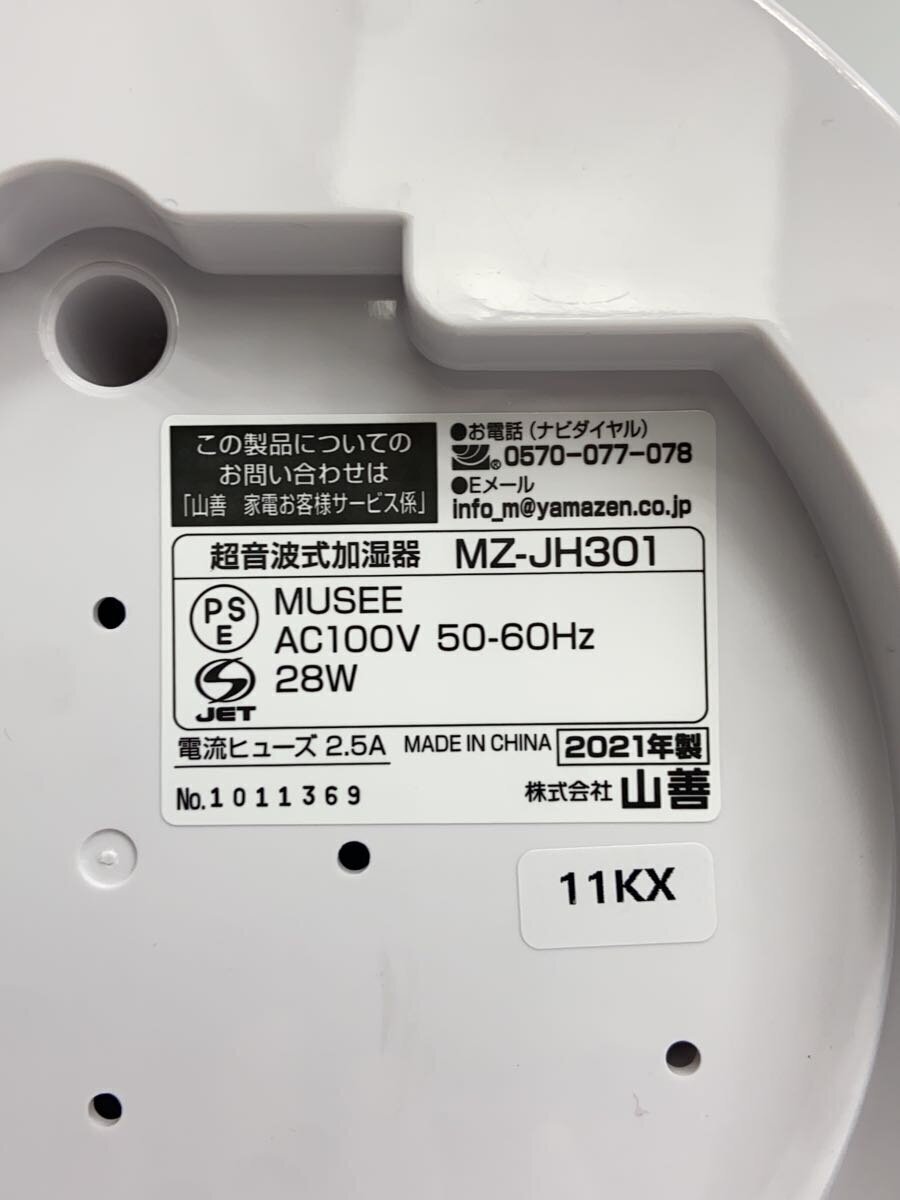 この製品についての
お問い合わせは
「山善 家電お客様サービス係」
●お電話（ナビダイヤル）
® 0570-077-078
●Eメール
info_m@yamazen.co.jp
超音波式加湿器 MZ-JH301
PSE
MUSEE
AC100V 50-60Hz
28W
JET
電流ヒューズ 2.5A
MADE IN CHINA
2021年製
No.1011369
株式会社 山善
11KX